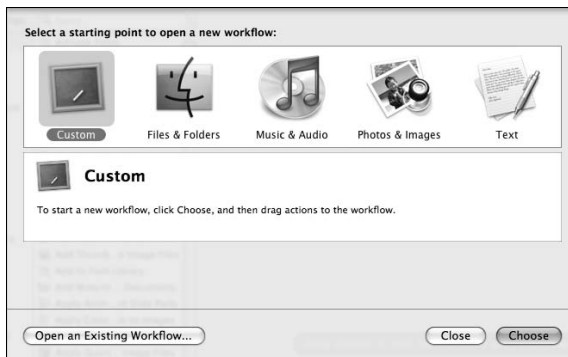 Select a starting point to open a new workflow:
Custom
Files & Folders
Music & Audio
Photos & Images
Text
Custom
To start a new workflow, click Choose, and then drag actions to the workflow.
Open an Existing Workflow...
Close
Choose